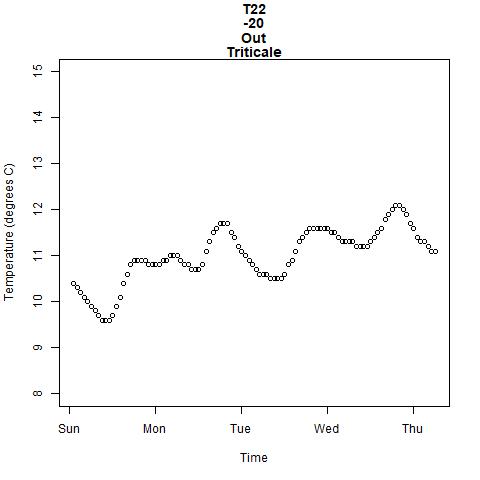 T22
-20
Out
Triticale
15
14
13
12
11
10
9
8
Temperature (degrees C)
Sun Mon Tue Wed Thu
Time